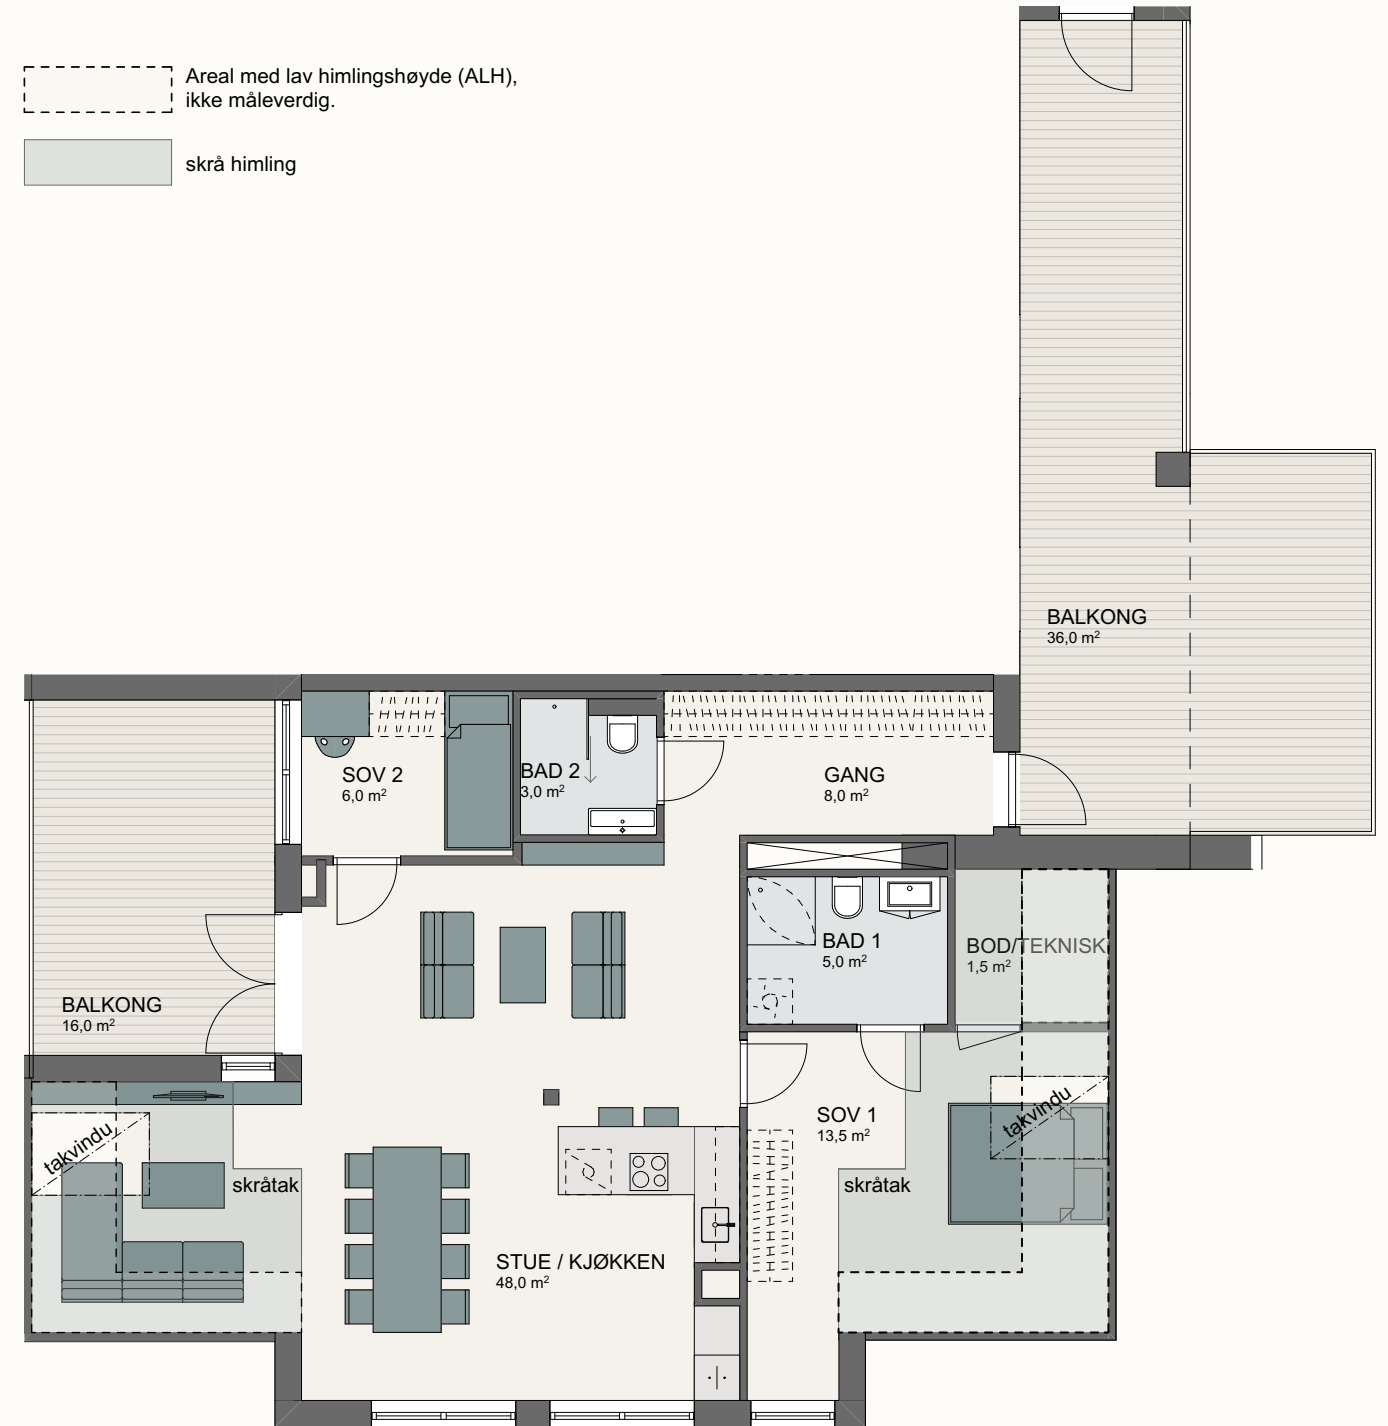 Areal med lav himlingshøyde (ALH),
ikke måleverdig.
skrå himling
BALKONG
36,0 m²
SOV 2
6,0 m²
BAD 2
3,0 m²
GANG
8,0 m²
BAD 1
5,0 m²
BOD/TEKNISK
1,5 m²
BALKONG
16,0 m²
takvindu
skråtak
SOV 1
13,5 m²
takvindu
skråtak
STUE / KJØKKEN
48,0 m²